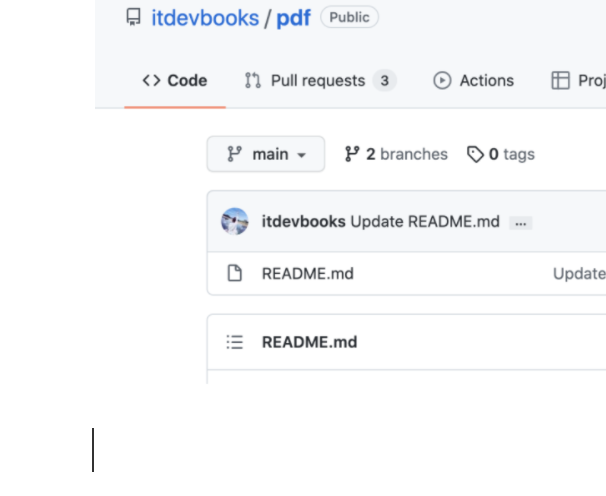 itdevbooks / pdf Public
<> Code Pull requests 3 Actions Proj
main 2 branches 0 tags
itdevbooks Update README.md ...
README.md Update
README.md